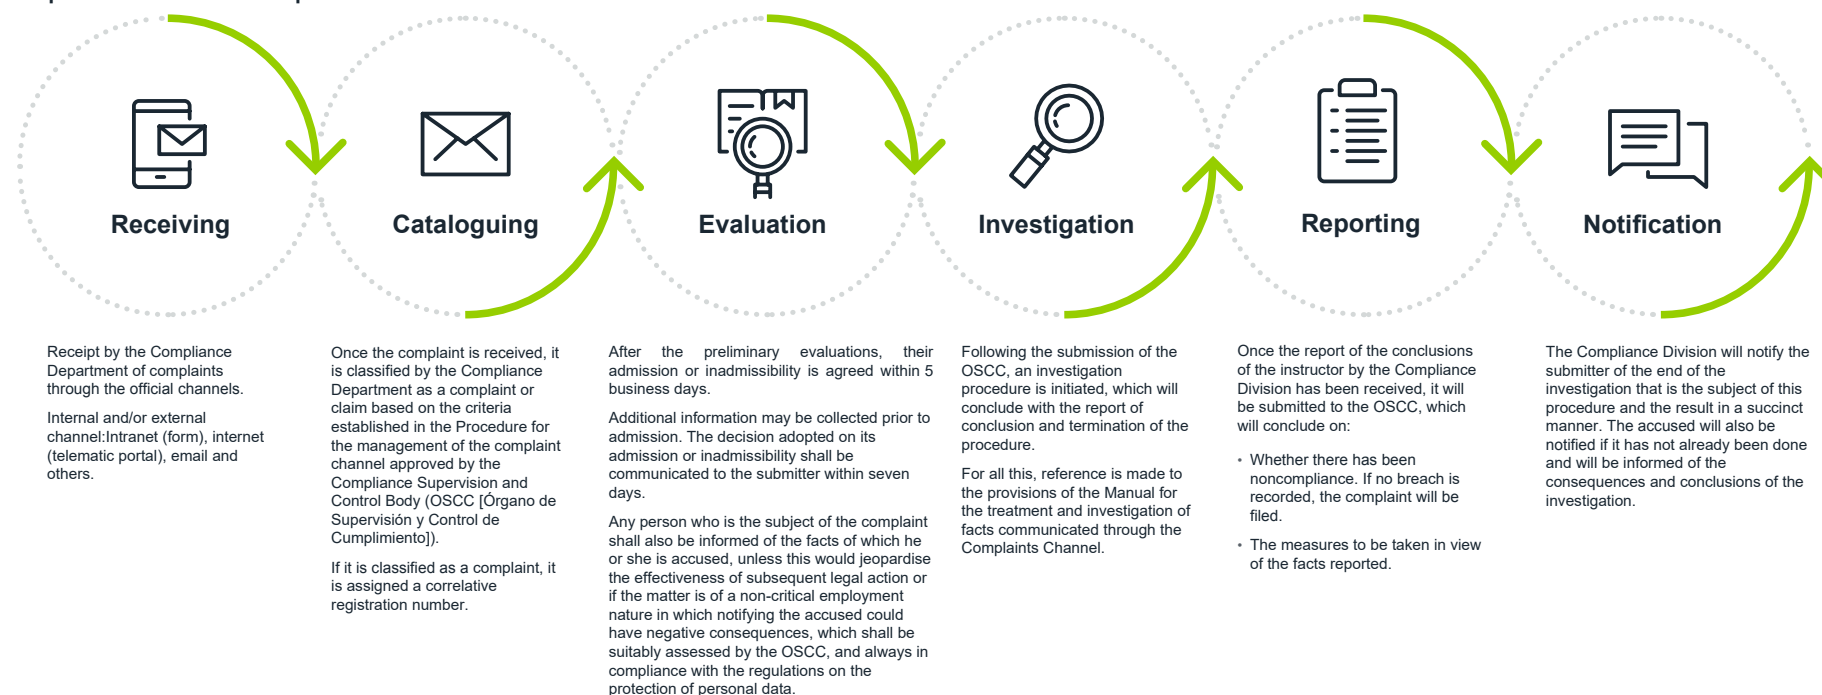 Receiving
Cataloguing
Evaluation
Investigation
Reporting
Notification
Receipt by the Compliance
Department of complaints
through the official channels.
Internal and/or external
channel:Intranet (form), internet
(telematic portal), email and
others.
Once the complaint is received, it
is classified by the Compliance
Department as a complaint or
claim based on the criteria
established in the Procedure for
the management of the complaint
channel approved by the
Compliance Supervision and
Control Body (OSCC [Órgano de
Supervisión y Control de
Cumplimiento]).
If it is classified as a complaint, it
is assigned a correlative
registration number.
After the preliminary evaluations, their
admission or inadmissibility is agreed within 5
business days.
Additional information may be collected prior to
admission. The decision adopted on its
admission or inadmissibility shall be
communicated to the submitter within seven
days.
Any person who is the subject of the complaint
shall also be informed of the facts of which he
or she is accused, unless this would jeopardise
the effectiveness of subsequent legal action or
if the matter is of a non-critical employment
nature in which notifying the accused could
have negative consequences, which shall be
suitably assessed by the OSCC, and always in
compliance with the regulations on the
protection of personal data.
Following the submission of the
OSCC, an investigation
procedure is initiated, which will
conclude with the report of
conclusion and termination of the
procedure.
For all this, reference is made to
the provisions of the Manual for
the treatment and investigation of
facts communicated through the
Complaints Channel.
Once the report of the conclusions
of the instructor by the Compliance
Division has been received, it will
be submitted to the OSCC, which
will conclude on:
• Whether there has been
noncompliance. If no breach is
recorded, the complaint will be
filed.
• The measures to be taken in view
of the facts reported.
The Compliance Division will notify the
submitter of the end of the
investigation that is the subject of this
procedure and the result in a succinct
manner. The accused will also be
notified if it has not already been done
and will be informed of the
consequences and conclusions of the
investigation.